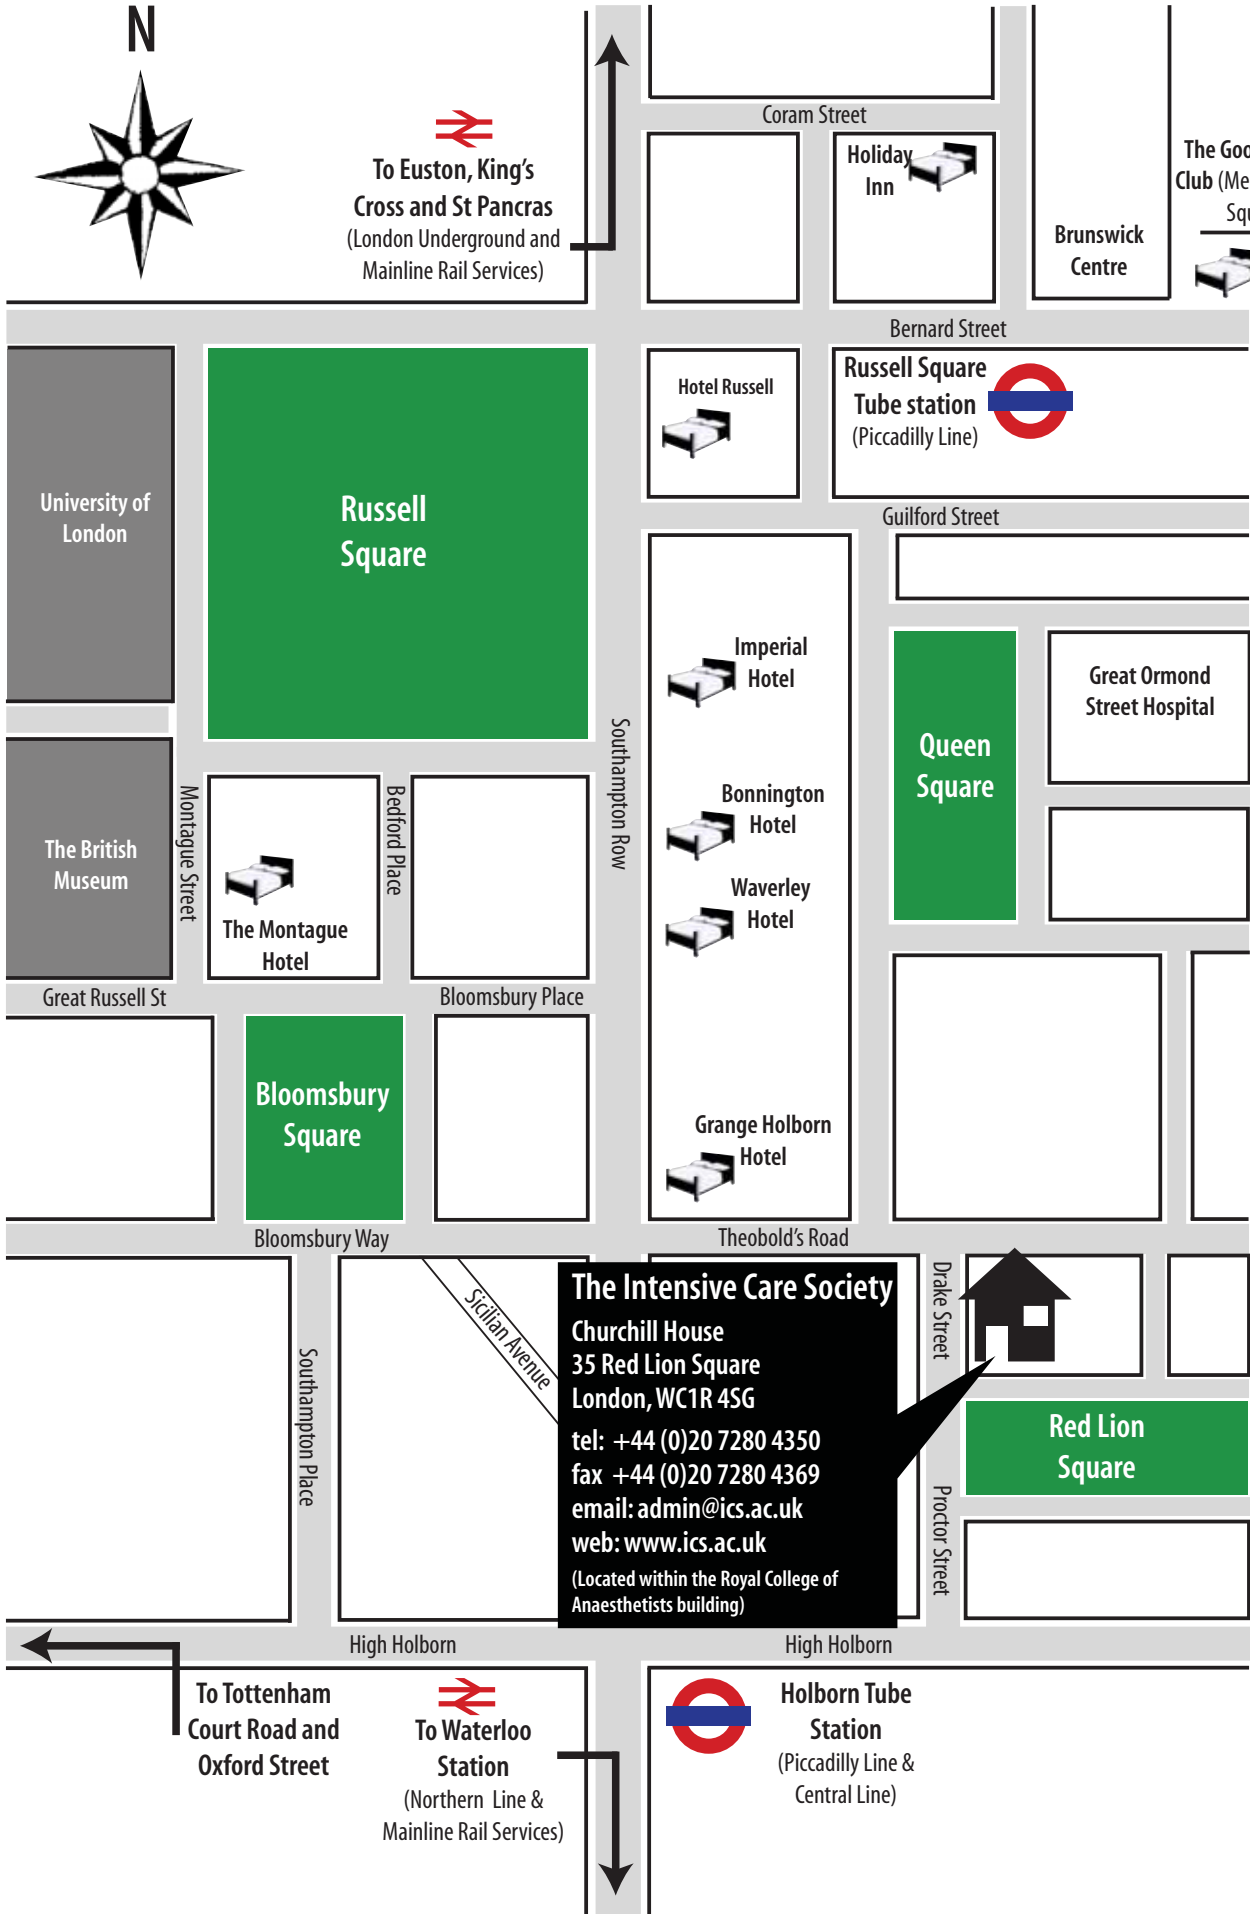 N
Coram Street
To Euston, King's
Cross and St Pancras
(London Underground and
Mainline Rail Services)
Holiday
Inn
Brunswick
Centre
The Goo
Club (Me
Squ
Bernard Street
Hotel Russell
Russell Square
Tube station
(Piccadilly Line)
University of
London
Russell
Square
Guilford Street
Imperial
Hotel
Great Ormond
Street Hospital
Queen
Square
Southampton Row
Bonnington
Hotel
Waverley
Hotel
The British
Museum
Montague Street
Bedford Place
The Montague
Hotel
Great Russell St
Bloomsbury Place
Bloomsbury
Square
Grange Holborn
Hotel
Bloomsbury Way
Theobold's Road
Sicilian Avenue
Southampton Place
The Intensive Care Society
Churchill House
35 Red Lion Square
London, WC1R 4SG
tel: +44 (0)20 7280 4350
fax +44 (0)20 7280 4369
email: admin@ics.ac.uk
web: www.ics.ac.uk
(Located within the Royal College of
Anaesthetists building)
Drake Street
Red Lion
Square
Proctor Street
High Holborn
High Holborn
To Tottenham
Court Road and
Oxford Street
To Waterloo
Station
(Northern Line &
Mainline Rail Services)
Holborn Tube
Station
(Piccadilly Line &
Central Line)